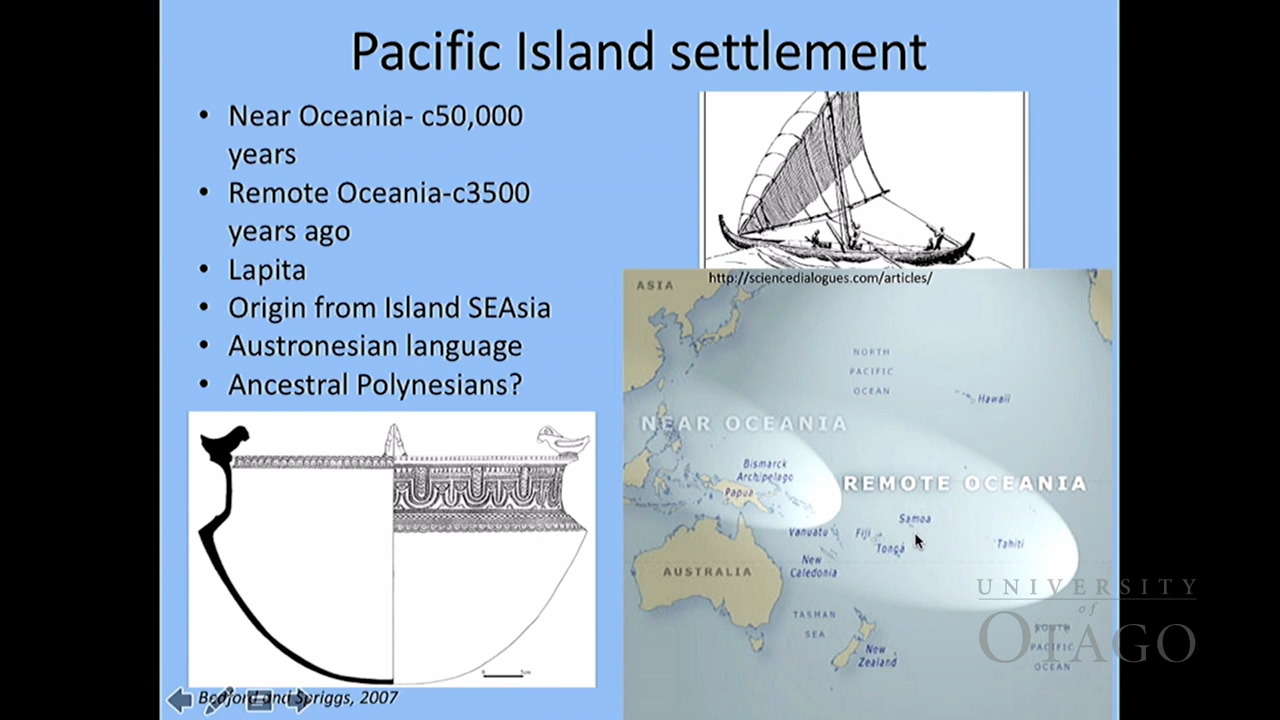 Pacific Island settlement
• Near Oceania- c50,000
years
• Remote Oceania-c3500
years ago
• Lapita
• Origin from Island SEAsia
• Austronesian language
• Ancestral Polynesians?
Bedford and Spriggs, 2007
http://sciencedialogues.com/articles/
ASIA
NORTH
PACIFIC
OCEAN
Hawaii
NEAR OCEANIA
Bismarck
Archipelago
Papua
REMOTE OCEANIA
Samoa
Vanuatu
Fiji
Tonga
Tahiti
New
Caledonia
AUSTRALIA
TASMAN
SEA
New
Zealand
SOUTH
PACIFIC
OCEAN
UNIVERSITY
of
OTAGO